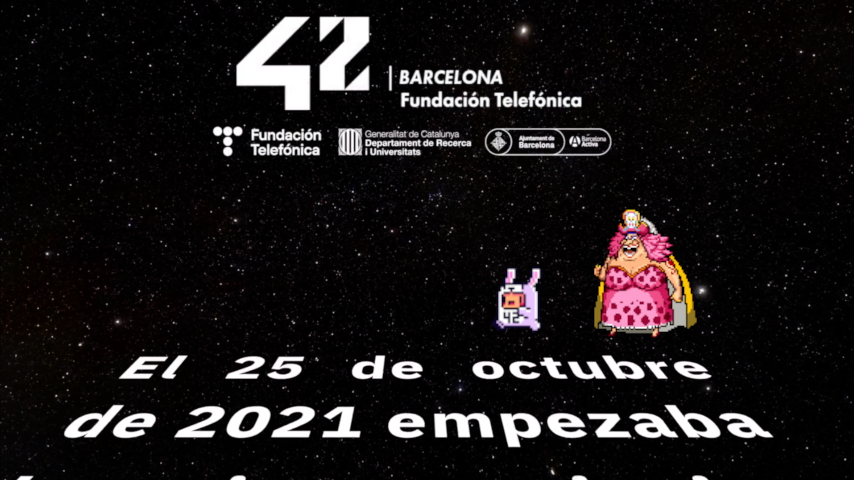 42
BARCELONA
Fundación Telefónica
Fundación
Telefónica
Generalitat de Catalunya
Departament de Recerca
i Universitats
Ajuntament de
Barcelona
Barcelona
Activa
42
El 25 de octubre
de 2021 empezaba